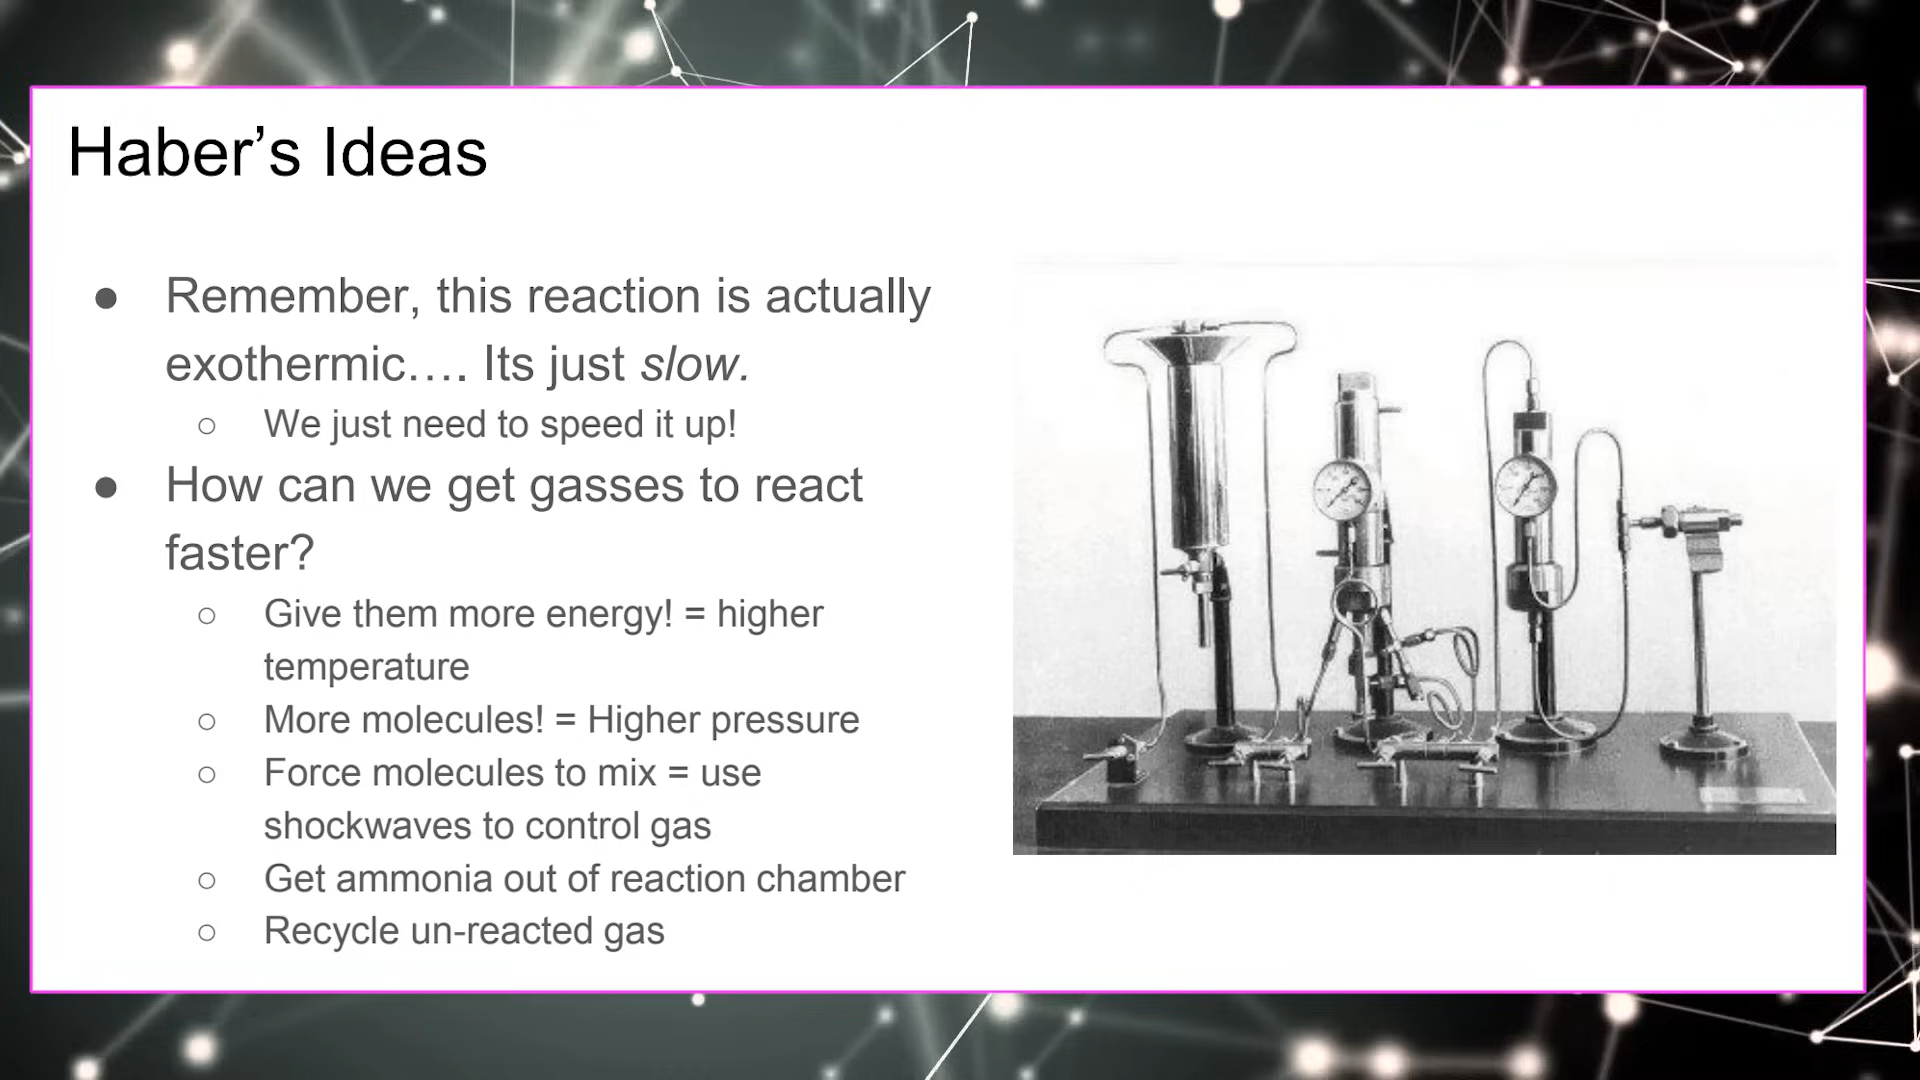 Haber’s Ideas
● Remember, this reaction is actually
exothermic…. Its just slow.
○ We just need to speed it up!
● How can we get gasses to react
faster?
○ Give them more energy! = higher
temperature
○ More molecules! = Higher pressure
○ Force molecules to mix = use
shockwaves to control gas
○ Get ammonia out of reaction chamber
○ Recycle un-reacted gas